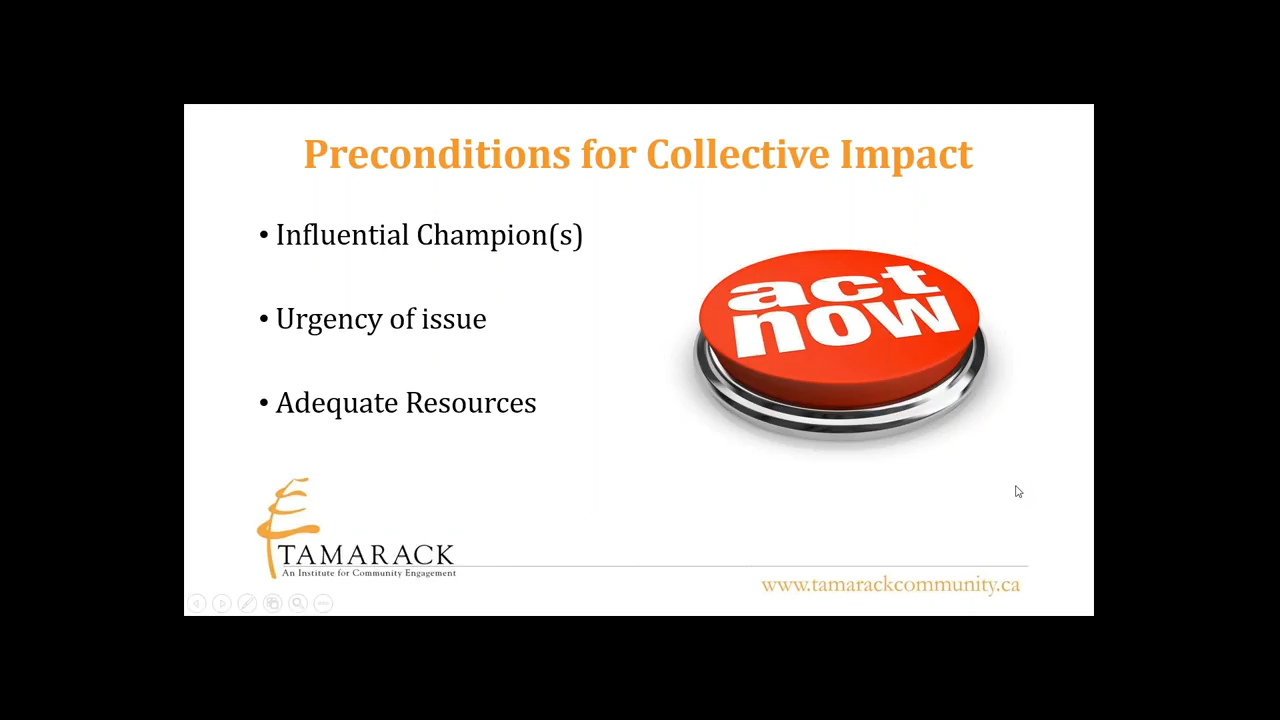 Preconditions for Collective Impact
• Influential Champion(s)
• Urgency of issue
• Adequate Resources
act
now
TAMARACK
An Institute for Community Engagement
www.tamarackcommunity.ca